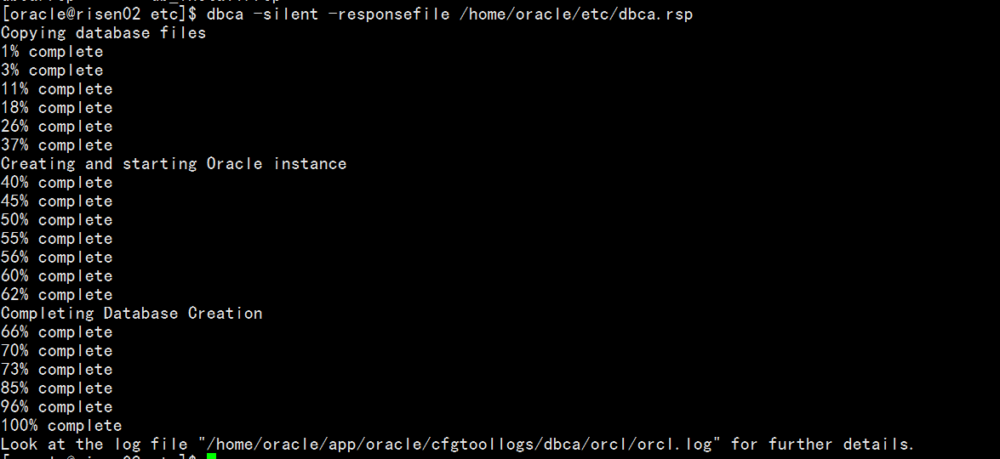 [oracle@risen02 etc]$ dbca -silent -responsefile /home/oracle/etc/dbca.rsp
Copying database files
1% complete
3% complete
11% complete
18% complete
26% complete
37% complete
Creating and starting Oracle instance
40% complete
45% complete
50% complete
55% complete
56% complete
60% complete
62% complete
Completing Database Creation
66% complete
70% complete
73% complete
85% complete
96% complete
100% complete
Look at the log file "/home/oracle/app/oracle/cfgtoollogs/dbca/orcl/orcl.log" for further details.
[oracle@risen02 etc]$